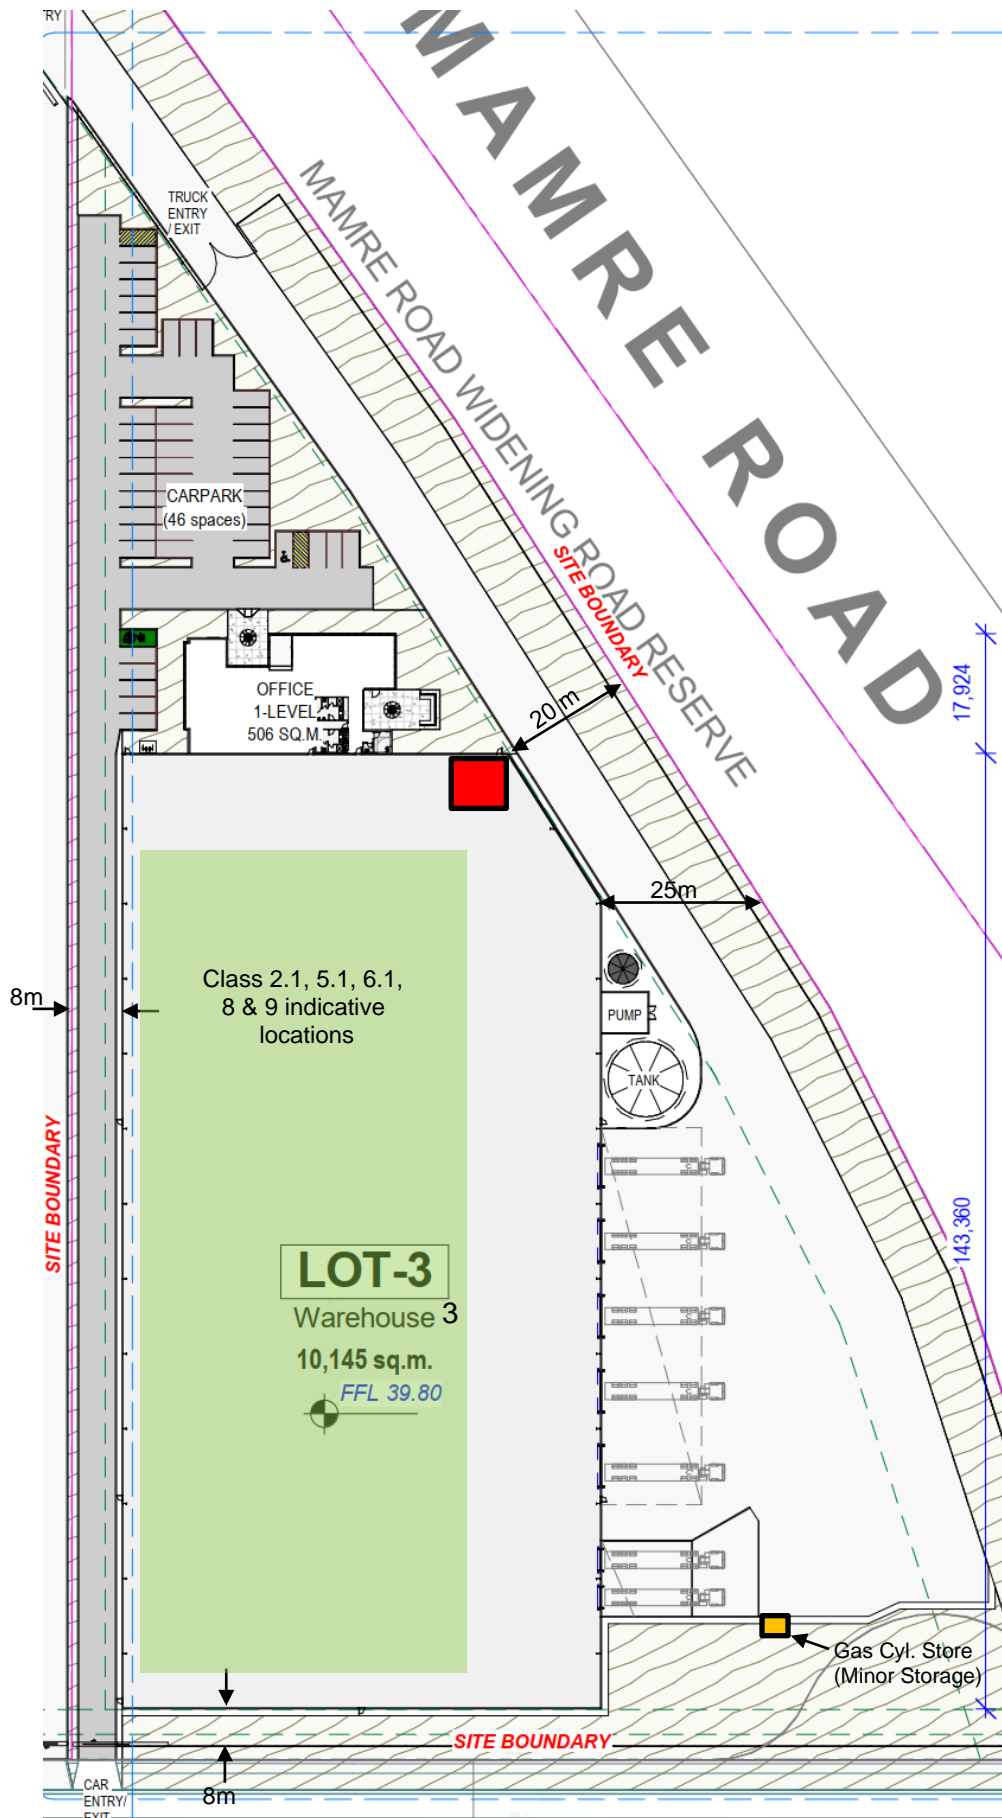 RY
MAMRE ROAD
TRUCK
ENTRY
/ EXIT
MAMRE ROAD WIDENING ROAD RESERVE
CARPARK
(46 spaces)
SITE BOUNDARY
OFFICE
1-LEVEL
506 SQ.M.
20 m
17,924
25m
Class 2.1, 5.1, 6.1,
8 & 9 indicative
locations
8m
PUMP
TANK
SITE BOUNDARY
143,360
LOT-3
Warehouse 3
10,145 sq.m.
FFL 39.80
Gas Cyl. Store
(Minor Storage)
SITE BOUNDARY
8m
CAR
ENTRY/
EXIT